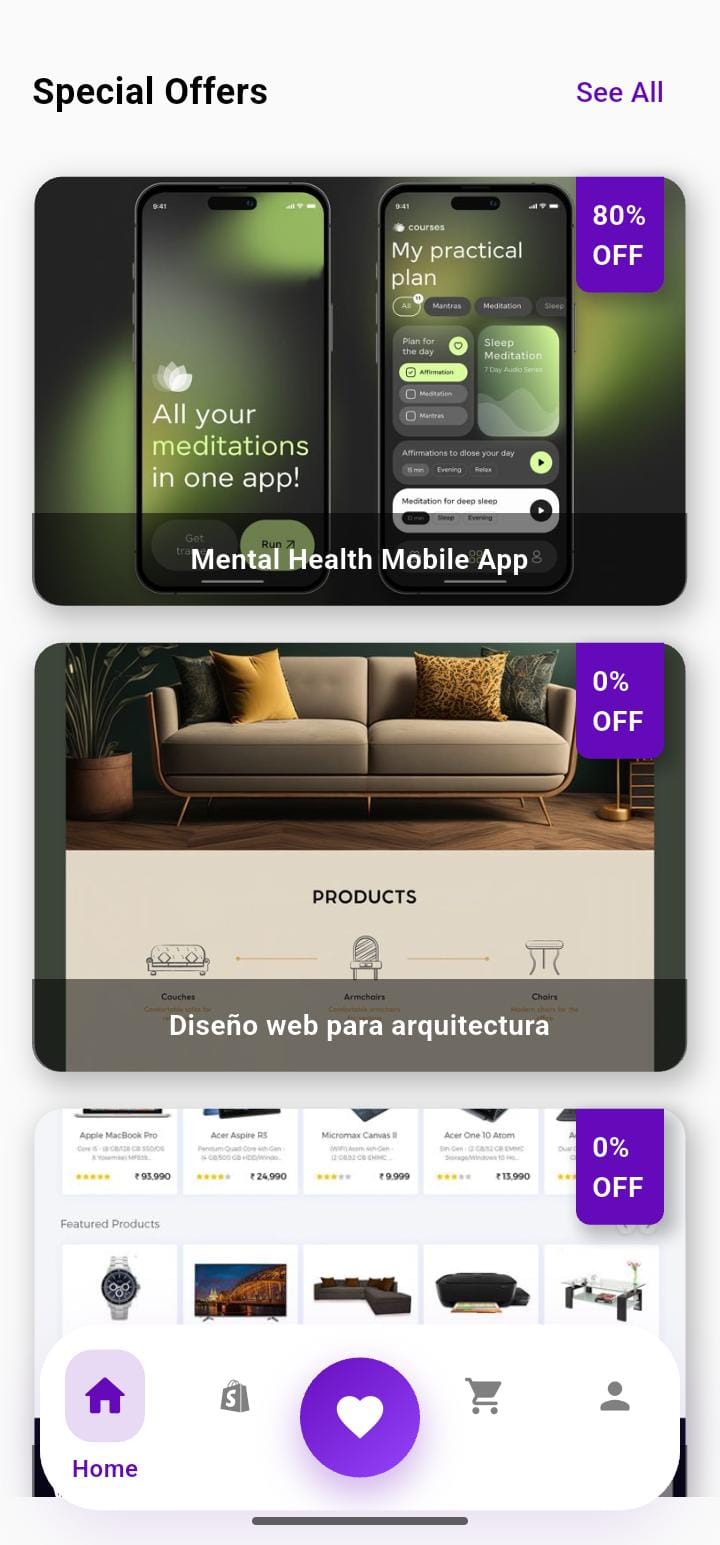 Special Offers
See All
80%
OFF
9:41
9:41
courses
My practical
plan
All
11
Mantras
Meditation
Sleep
Plan for
the day
Affirmation
Meditation
Mantras
Sleep
Meditation
7 Day Audio Series
All your
meditations
in one app!
Affirmations to close your day
15 min
Evening
Relax
Meditation for deep sleep
Sleep
Evening
Get
Run
Mental Health Mobile App
0%
OFF
PRODUCTS
Couches
Armchairs
Chairs
Diseño web para arquitectura
0%
OFF
Apple MacBook Pro
Acer Aspire R3
Micromax Canvas II
Acer One 10 Atom
₹ 93,990
₹ 24,990
₹ 9,999
₹ 13,990
Featured Products
Home